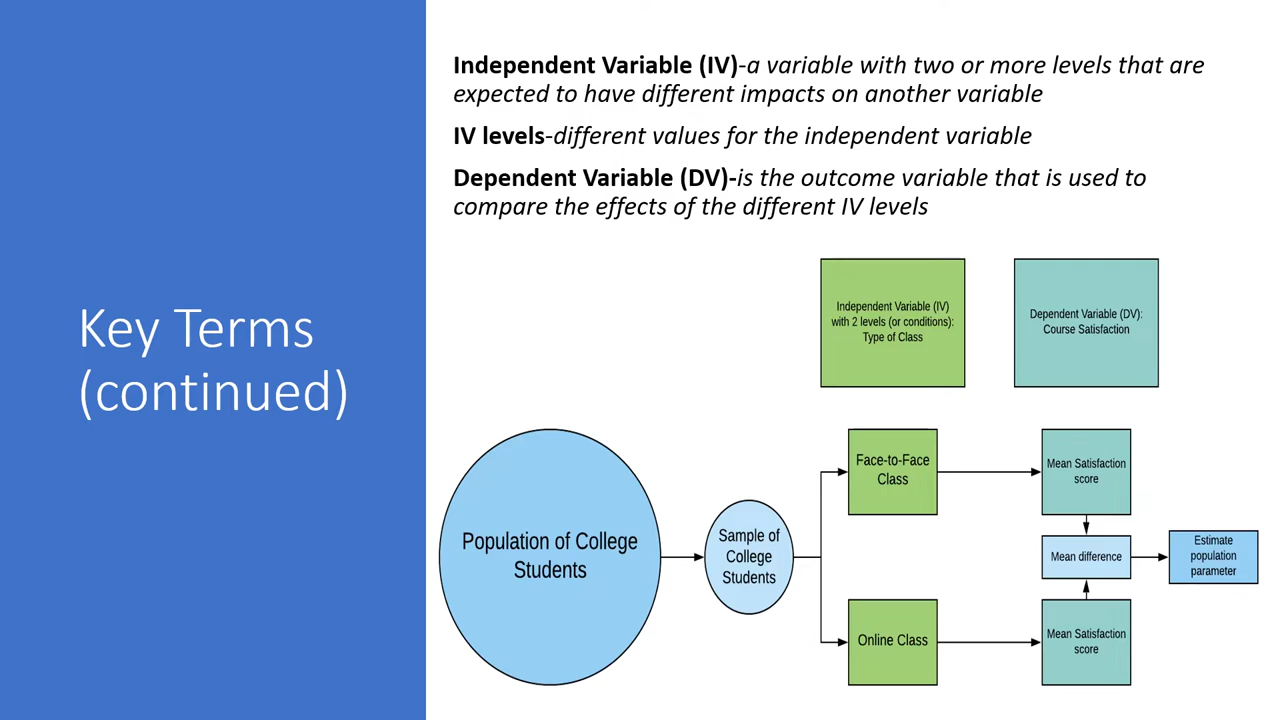 Key Terms
(continued)
Independent Variable (IV)-a variable with two or more levels that are
expected to have different impacts on another variable
IV levels-different values for the independent variable
Dependent Variable (DV)-is the outcome variable that is used to
compare the effects of the different IV levels
Independent Variable (IV)
with 2 levels (or conditions):
Type of Class
Dependent Variable (DV):
Course Satisfaction
Population of College
Students
Sample of
College
Students
Face-to-Face
Class
Mean Satisfaction
score
Mean difference
Estimate
population
parameter
Online Class
Mean Satisfaction
score